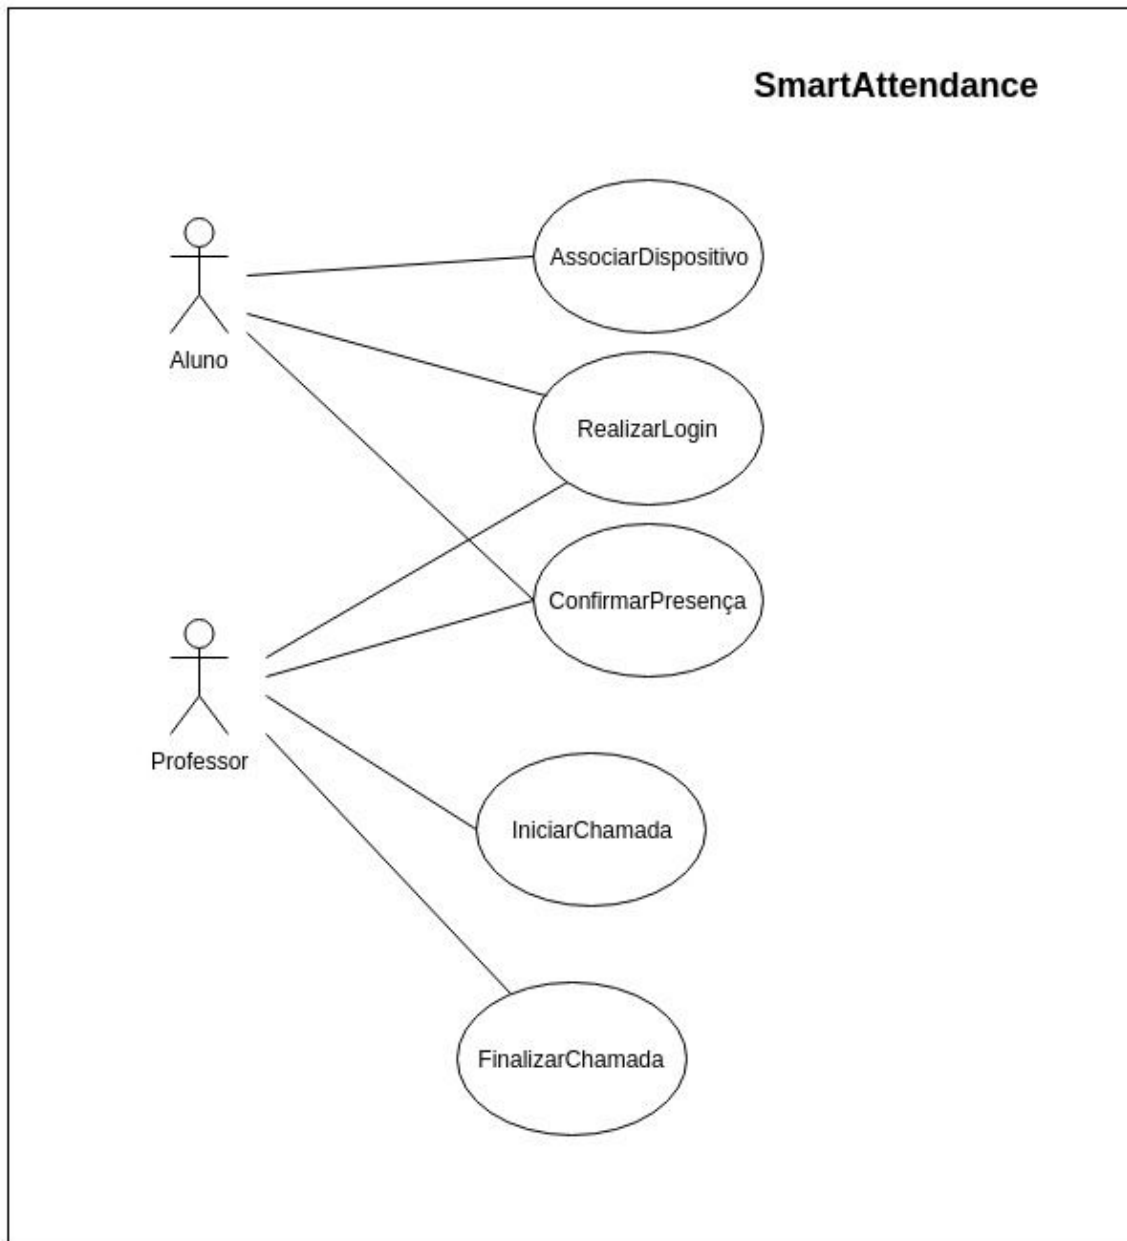 SmartAttendance
AssociarDispositivo
Aluno
RealizarLogin
ConfirmarPresença
Professor
IniciarChamada
FinalizarChamada